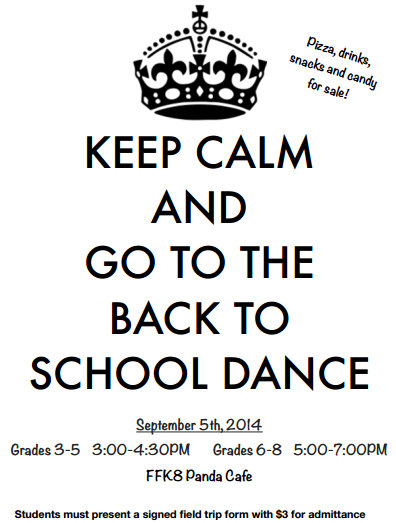 Pizza, drinks,
snacks and candy
for sale!
KEEP CALM
AND
GO TO THE
BACK TO
SCHOOL DANCE
September 5th, 2014
Grades 3-5 3:00-4:30PM Grades 6-8 5:00-7:00PM
FFK8 Panda Cafe
Students must present a signed field trip form with $3 for admittance